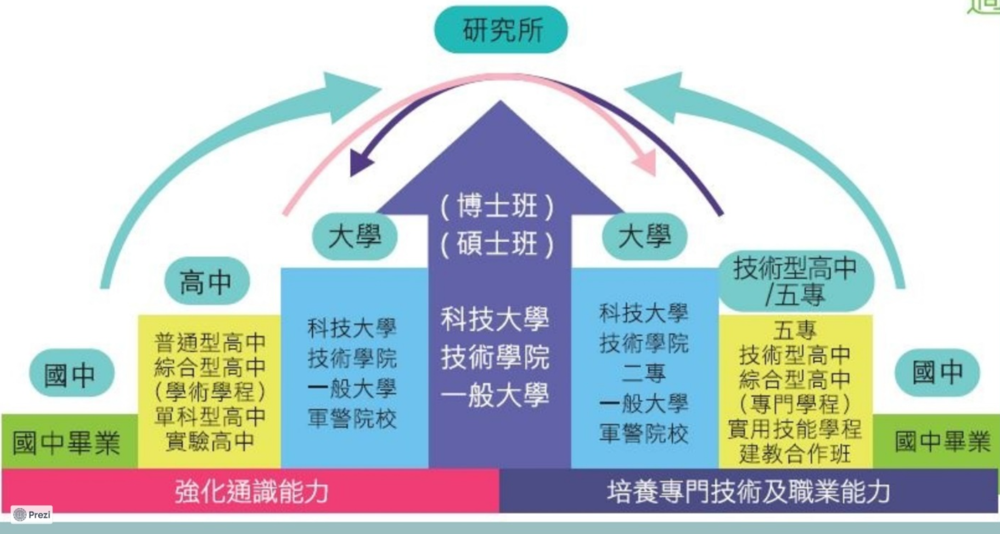 研究所
(博士班)
(碩士班)
科技大學
技術學院
一般大學
大學
科技大學
技術學院
一般大學
軍警院校
大學
科技大學
技術學院
二專
一般大學
軍警院校
高中
普通型高中
綜合型高中
(學術學程)
單科型高中
實驗高中
技術型高中
/五專
五專
技術型高中
綜合型高中
(專門學程)
實用技能學程
建教合作班
國中
國中畢業
國中
國中畢業
強化通識能力
培養專門技術及職業能力
Prezi